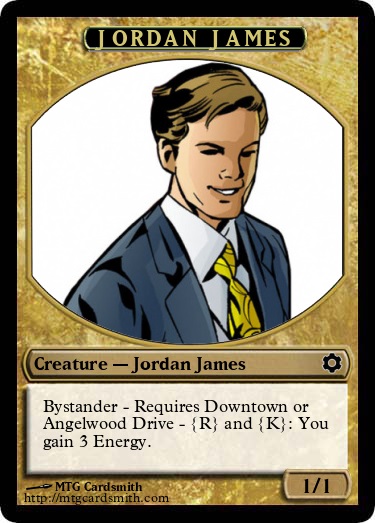 JORDAN JAMES
Creature — Jordan James
Bystander - Requires Downtown or
Angelwood Drive - {R} and {K}: You
gain 3 Energy.
MTG Cardsmith
1/1
http://mtgcardsmith.com